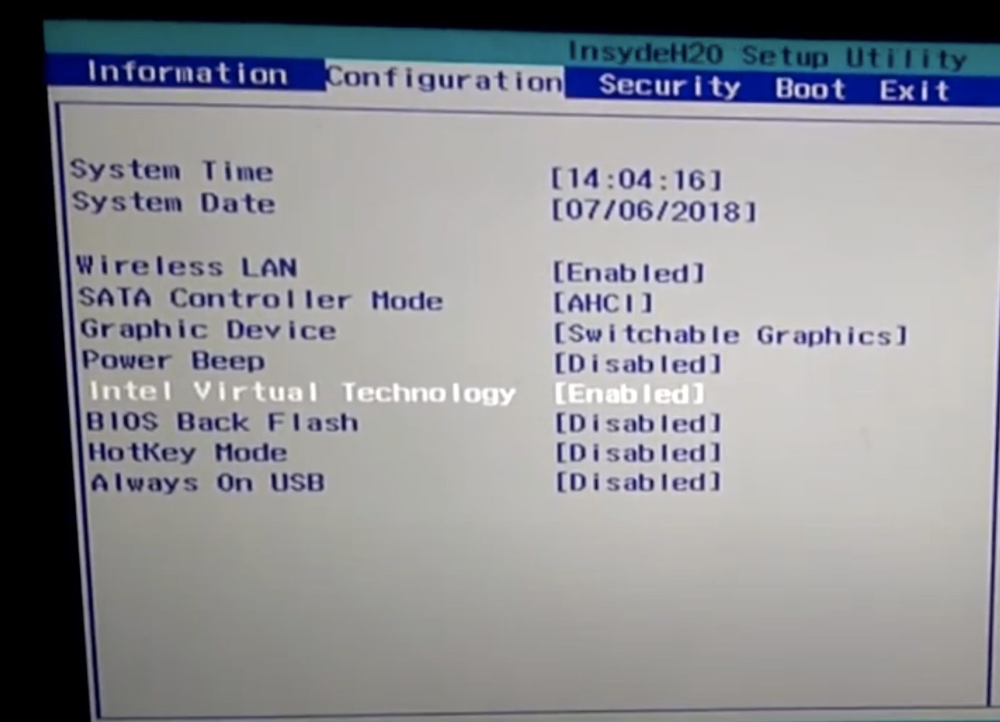 InsydeH20 Setup Utility
Information Configuration Security Boot Exit
System Time [14:04:16]
System Date [07/06/2018]
Wireless LAN [Enabled]
SATA Controller Mode [AHCI]
Graphic Device [Switchable Graphics]
Power Beep [Disabled]
Intel Virtual Technology [Enabled]
BIOS Back Flash [Disabled]
HotKey Mode [Disabled]
Always On USB [Disabled]